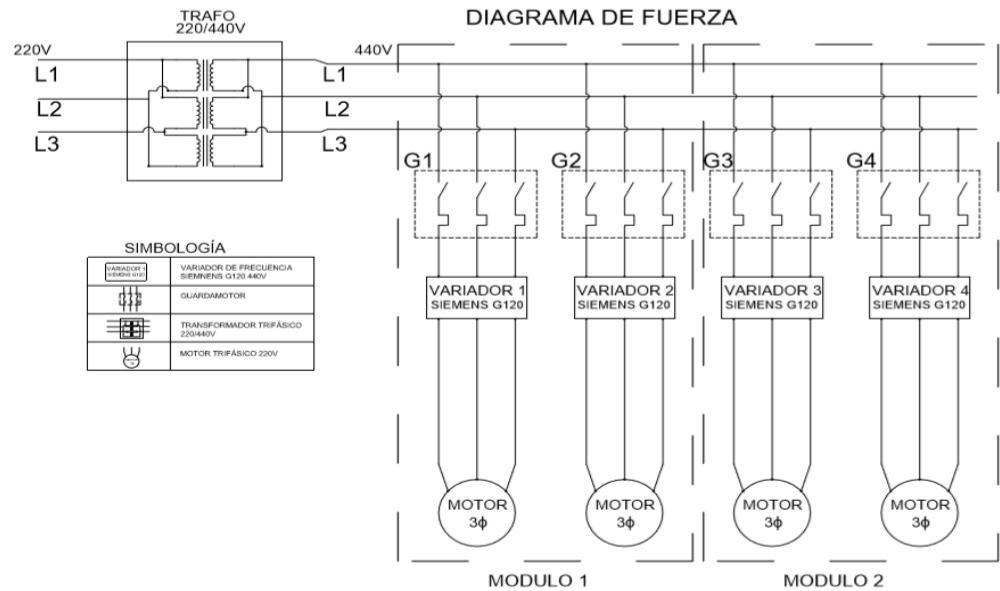 DIAGRAMA DE FUERZA
TRAFO
220/440V
220V
L1
L2
L3
440V
L1
L2
L3
G1
G2
G3
G4
SIMBOLOGÍA
VARIADOR 1
SIEMENS G120
VARIADOR DE FRECUENCIA
SIEMNENS G120 440V
GUARDAMOTOR
TRANSFORMADOR TRIFÁSICO
220/440V
MOTOR TRIFÁSICO 220V
VARIADOR 1
SIEMENS G120
VARIADOR 2
SIEMENS G120
VARIADOR 3
SIEMENS G120
VARIADOR 4
SIEMENS G120
MOTOR
3ϕ
MOTOR
3ϕ
MOTOR
3ϕ
MOTOR
3ϕ
MODULO 1
MODULO 2